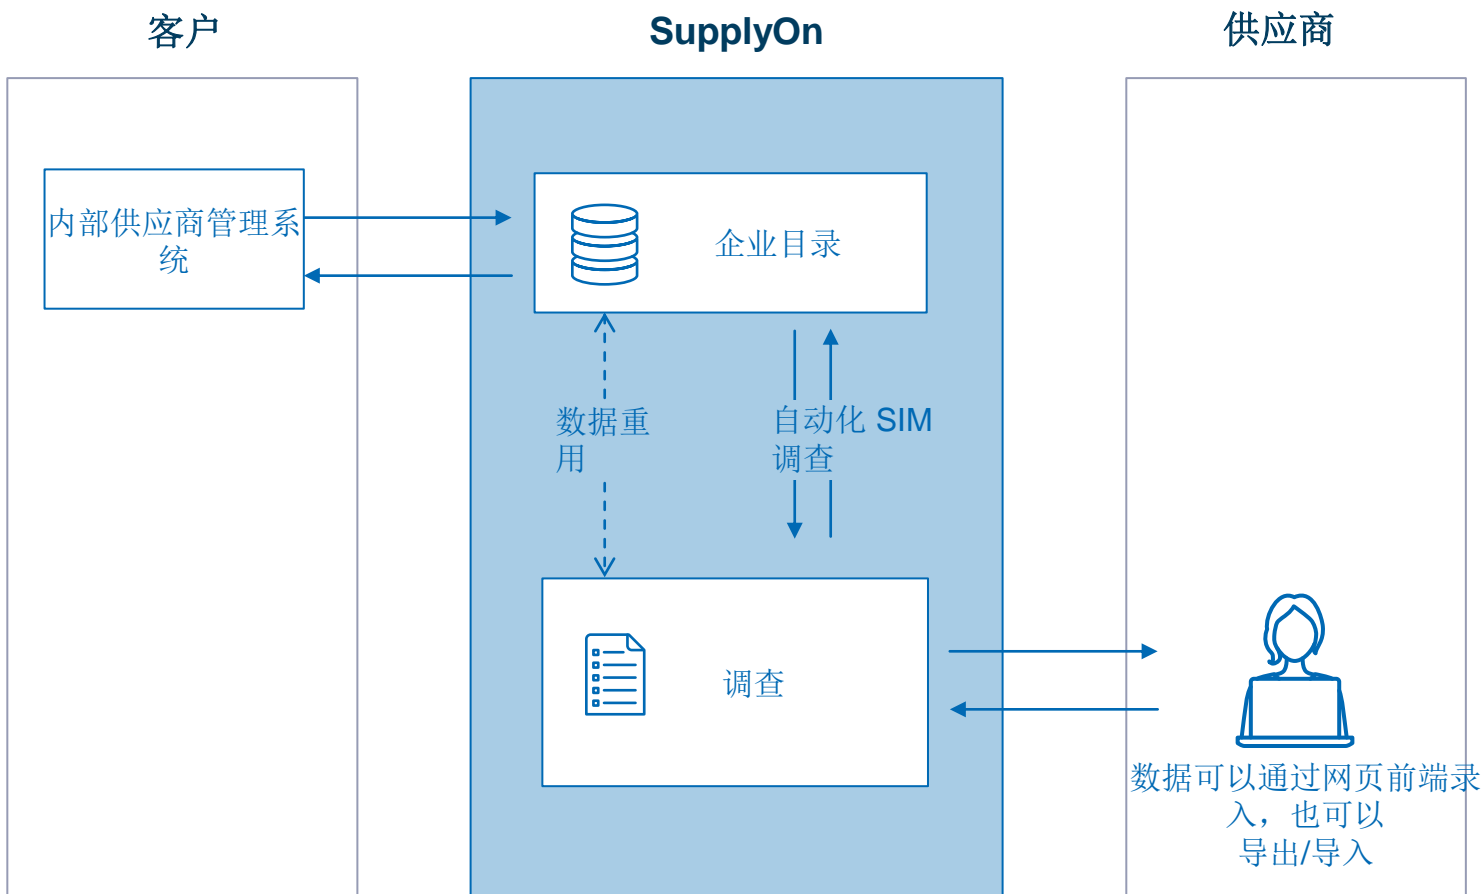 客户
SupplyOn
供应商
内部供应商管理系
统
企业目录
数据重
用
自动化 SIM
调查
调查
数据可以通过网页前端录
入，也可以
导出/导入